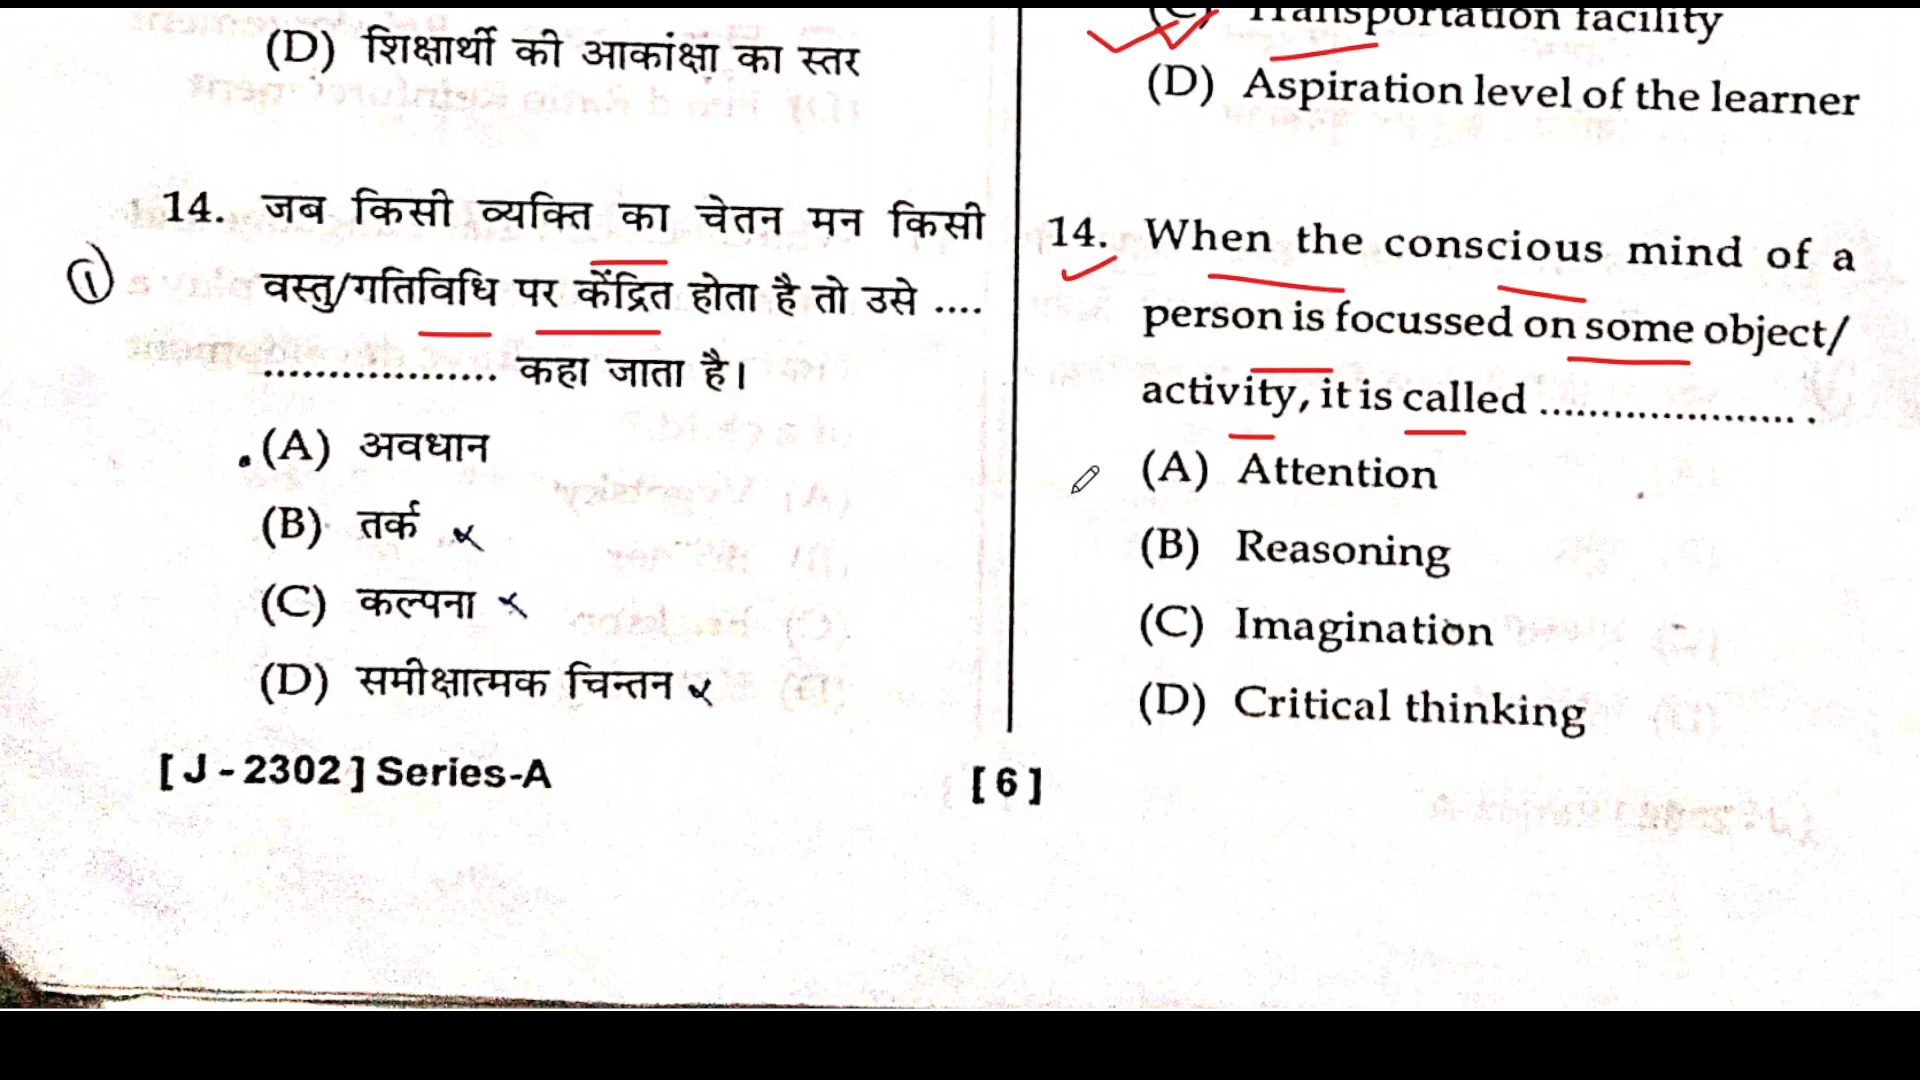 (D) शिक्षार्थी की आकांक्षा का स्तर
14. जब किसी व्यक्ति का चेतन मन किसी
वस्तु/गतिविधि पर केंद्रित होता है तो उसे ....
................... कहा जाता है।
(A) अवधान
(B) तर्क
(C) कल्पना
(D) समीक्षात्मक चिन्तन
(C) Transportation facility
(D) Aspiration level of the learner
14. When the conscious mind of a
person is focussed on some object/
activity, it is called ..................... .
(A) Attention
(B) Reasoning
(C) Imagination
(D) Critical thinking
[ J - 2302 ] Series-A
[ 6 ]